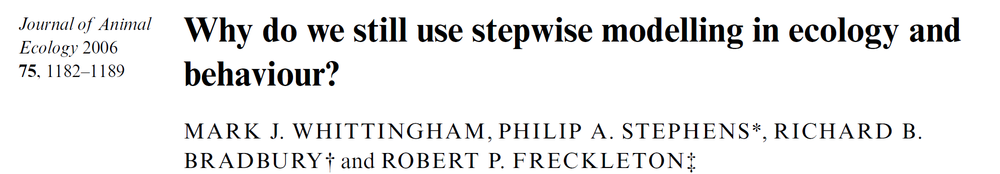 Journal of Animal
Ecology 2006
75, 1182–1189
Why do we still use stepwise modelling in ecology and
behaviour?
MARK J. WHITTINGHAM, PHILIP A. STEPHENS*, RICHARD B.
BRADBURY† and ROBERT P. FRECKLETON‡